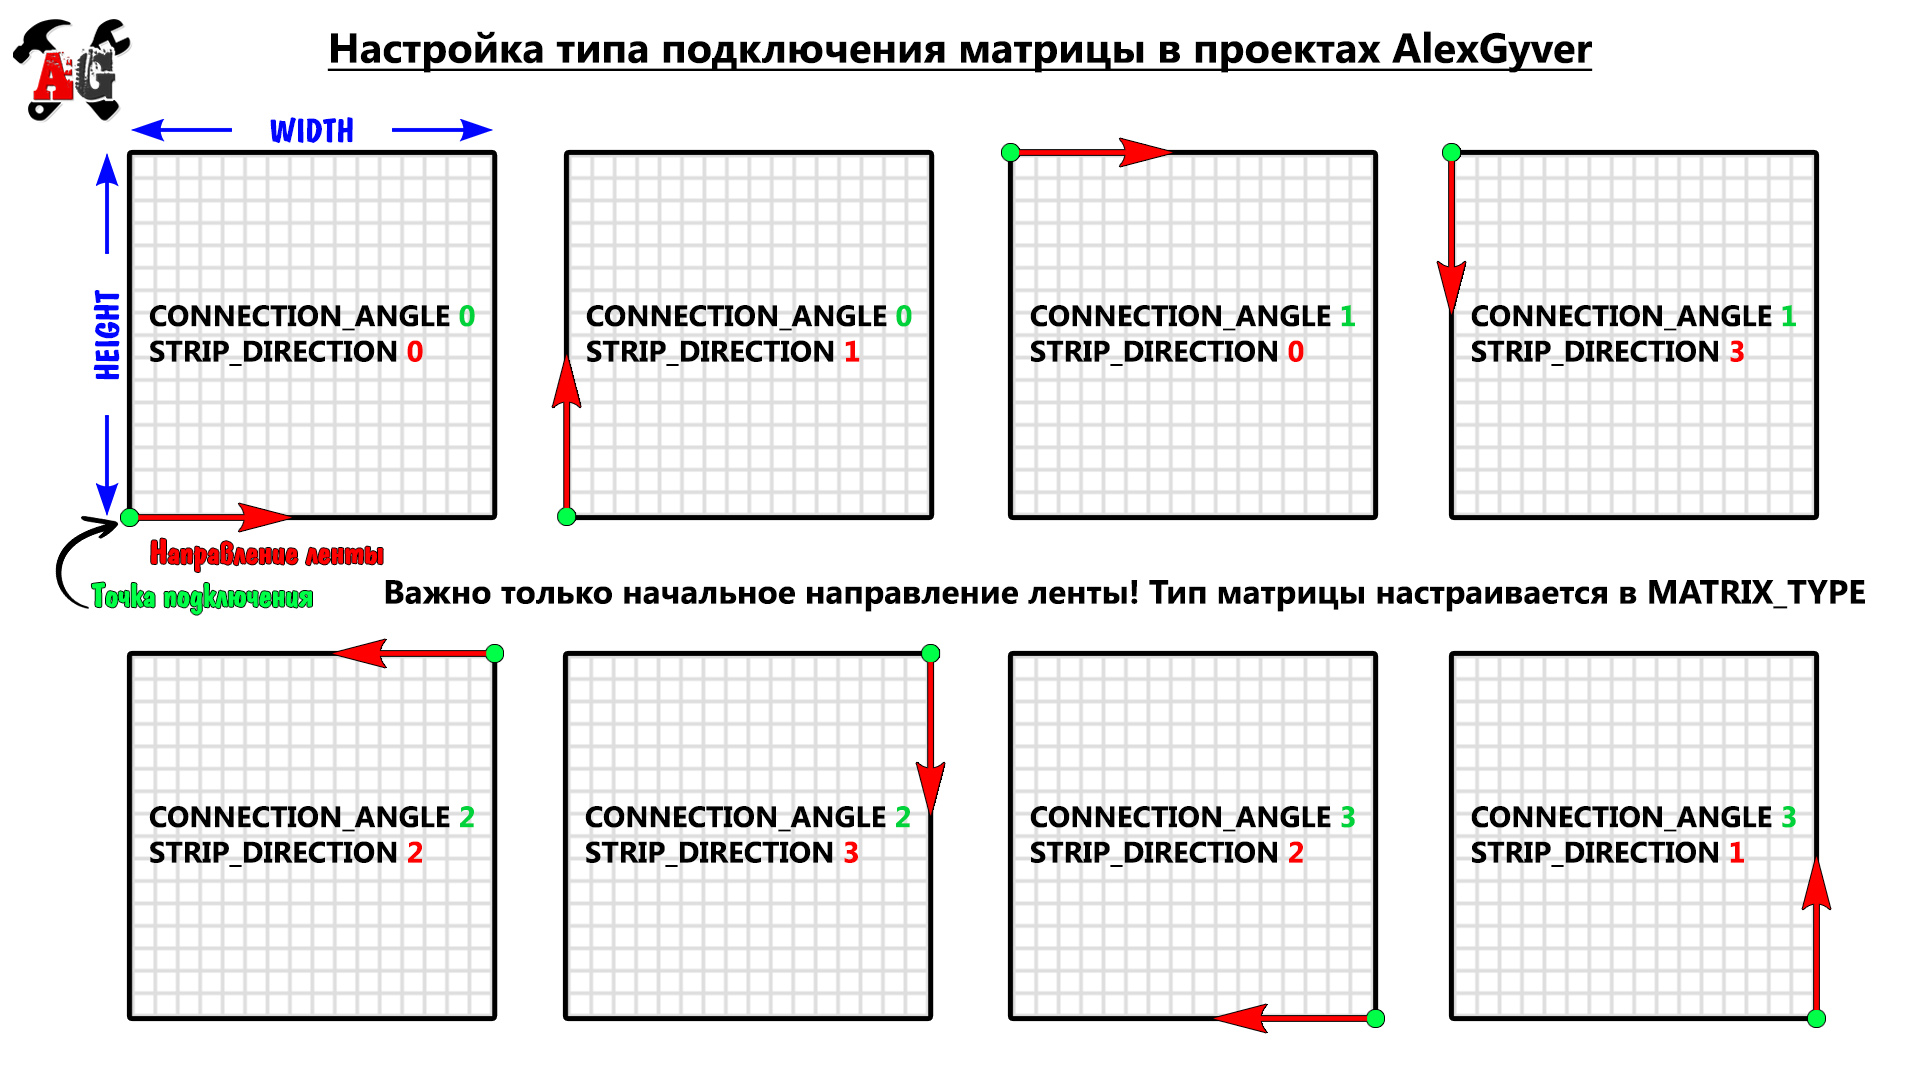 AG
Настройка типа подключения матрицы в проектах AlexGyver
WIDTH
HEIGHT
CONNECTION_ANGLE 0
STRIP_DIRECTION 0
CONNECTION_ANGLE 0
STRIP_DIRECTION 1
CONNECTION_ANGLE 1
STRIP_DIRECTION 0
CONNECTION_ANGLE 1
STRIP_DIRECTION 3
Направление ленты
Точка подключения
Важно только начальное направление ленты! Тип матрицы настраивается в MATRIX_TYPE
CONNECTION_ANGLE 2
STRIP_DIRECTION 2
CONNECTION_ANGLE 2
STRIP_DIRECTION 3
CONNECTION_ANGLE 3
STRIP_DIRECTION 2
CONNECTION_ANGLE 3
STRIP_DIRECTION 1